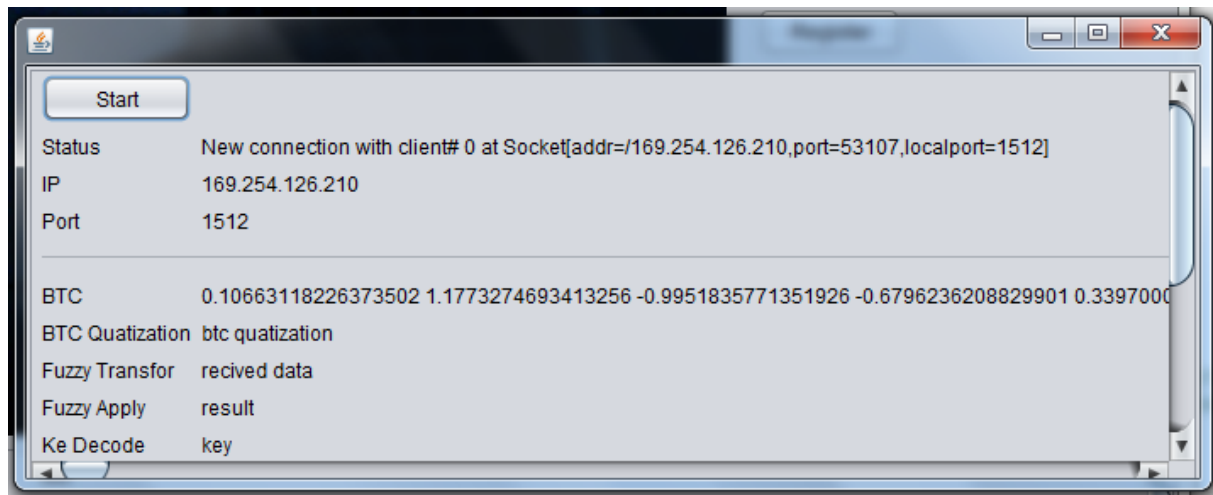 Register
Start
Status New connection with client# 0 at Socket[addr=/169.254.126.210,port=53107,localport=1512]
IP 169.254.126.210
Port 1512
BTC 0.10663118226373502 1.1773274693413256 -0.9951835771351926 -0.6796236208829901 0.3397000
BTC Quatization btc quatization
Fuzzy Transfor recived data
Fuzzy Apply result
Ke Decode key